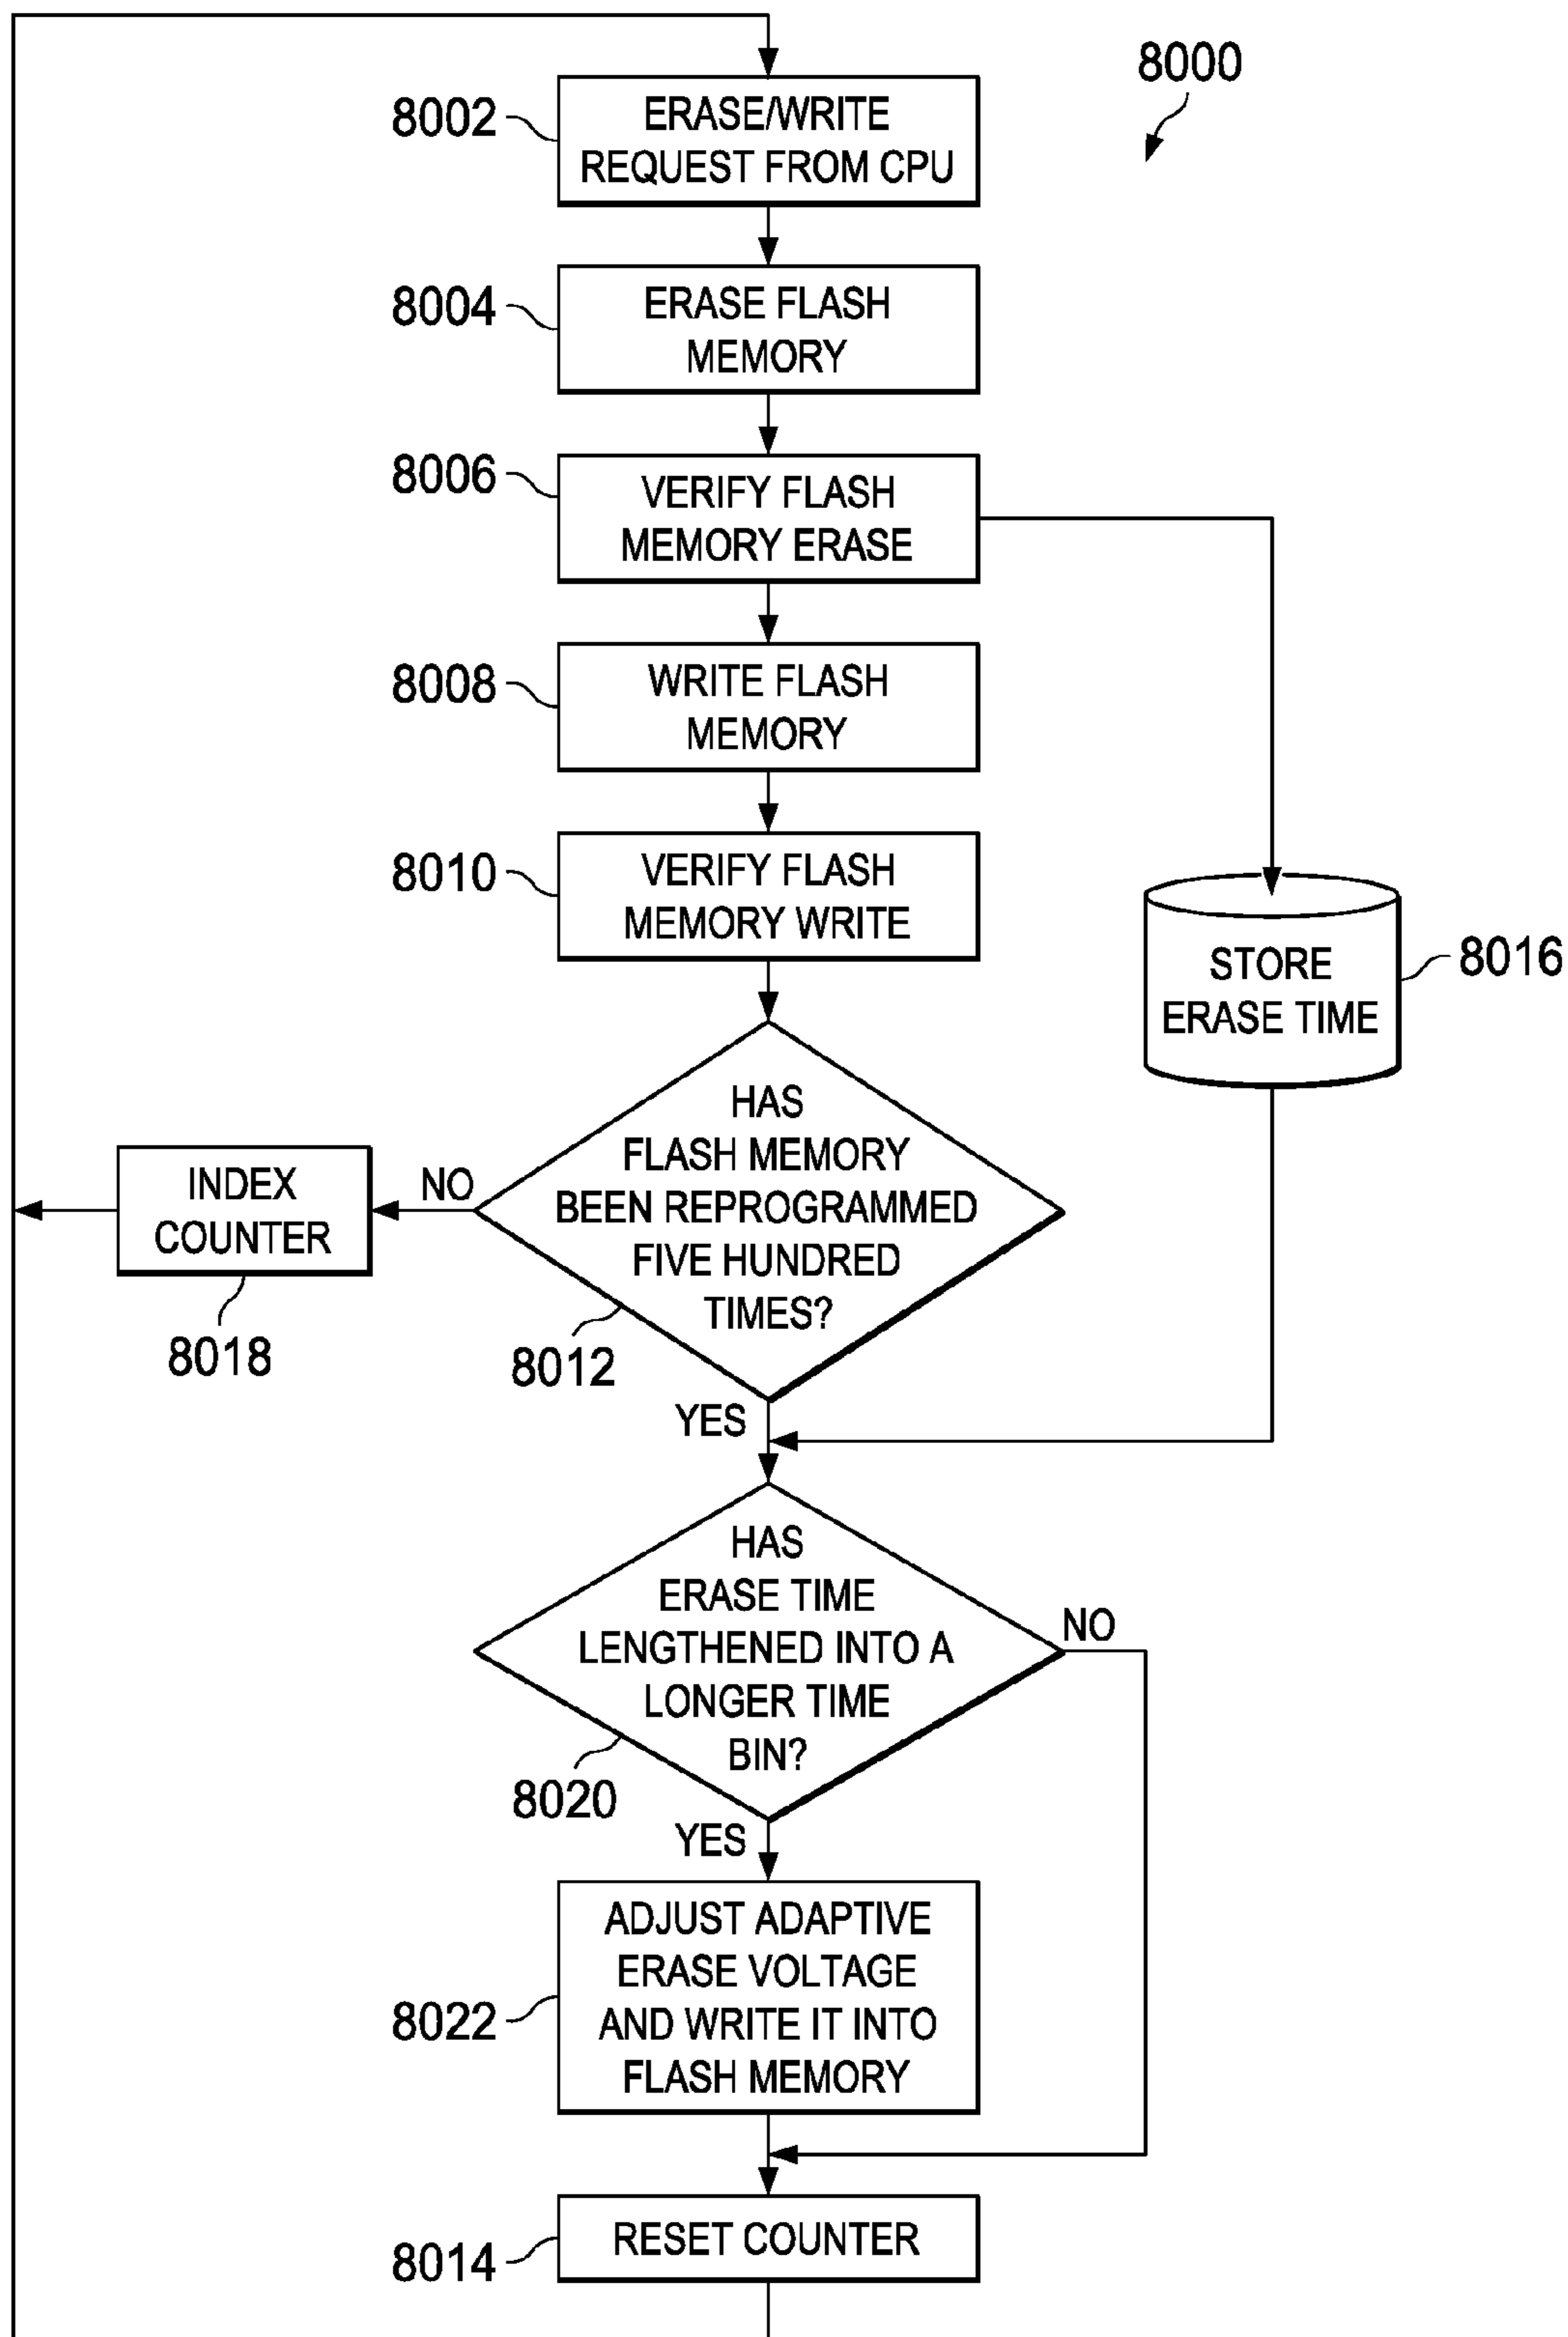 8000
8002
ERASE/WRITE
REQUEST FROM CPU
8004
ERASE FLASH
MEMORY
8006
VERIFY FLASH
MEMORY ERASE
8008
WRITE FLASH
MEMORY
8010
VERIFY FLASH
MEMORY WRITE
STORE
ERASE TIME
8016
HAS
FLASH MEMORY
BEEN REPROGRAMMED
FIVE HUNDRED
TIMES?
8012
NO
INDEX
COUNTER
8018
YES
HAS
ERASE TIME
LENGTHENED INTO A
LONGER TIME
BIN?
NO
8020
YES
8022
ADJUST ADAPTIVE
ERASE VOLTAGE
AND WRITE IT INTO
FLASH MEMORY
8014
RESET COUNTER